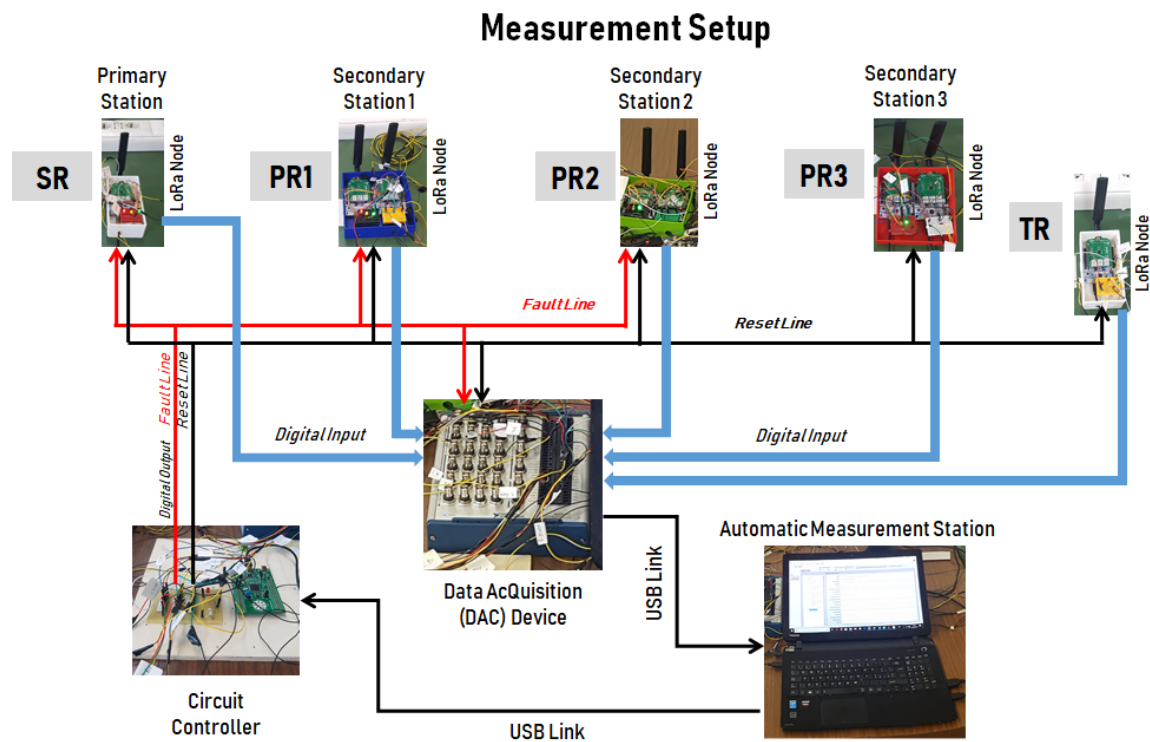 Measurement Setup
Primary
Station
Secondary
Station 1
Secondary
Station 2
Secondary
Station 3
SR
LoRa Node
PR1
LoRa Node
PR2
LoRa Node
PR3
LoRa Node
TR
LoRa Node
Fault Line
Reset Line
Digital Output
Fault Line
Reset Line
Digital Input
Digital Input
Automatic Measurement Station
Data AcQuisition
(DAC) Device
USB Link
Circuit
Controller
USB Link